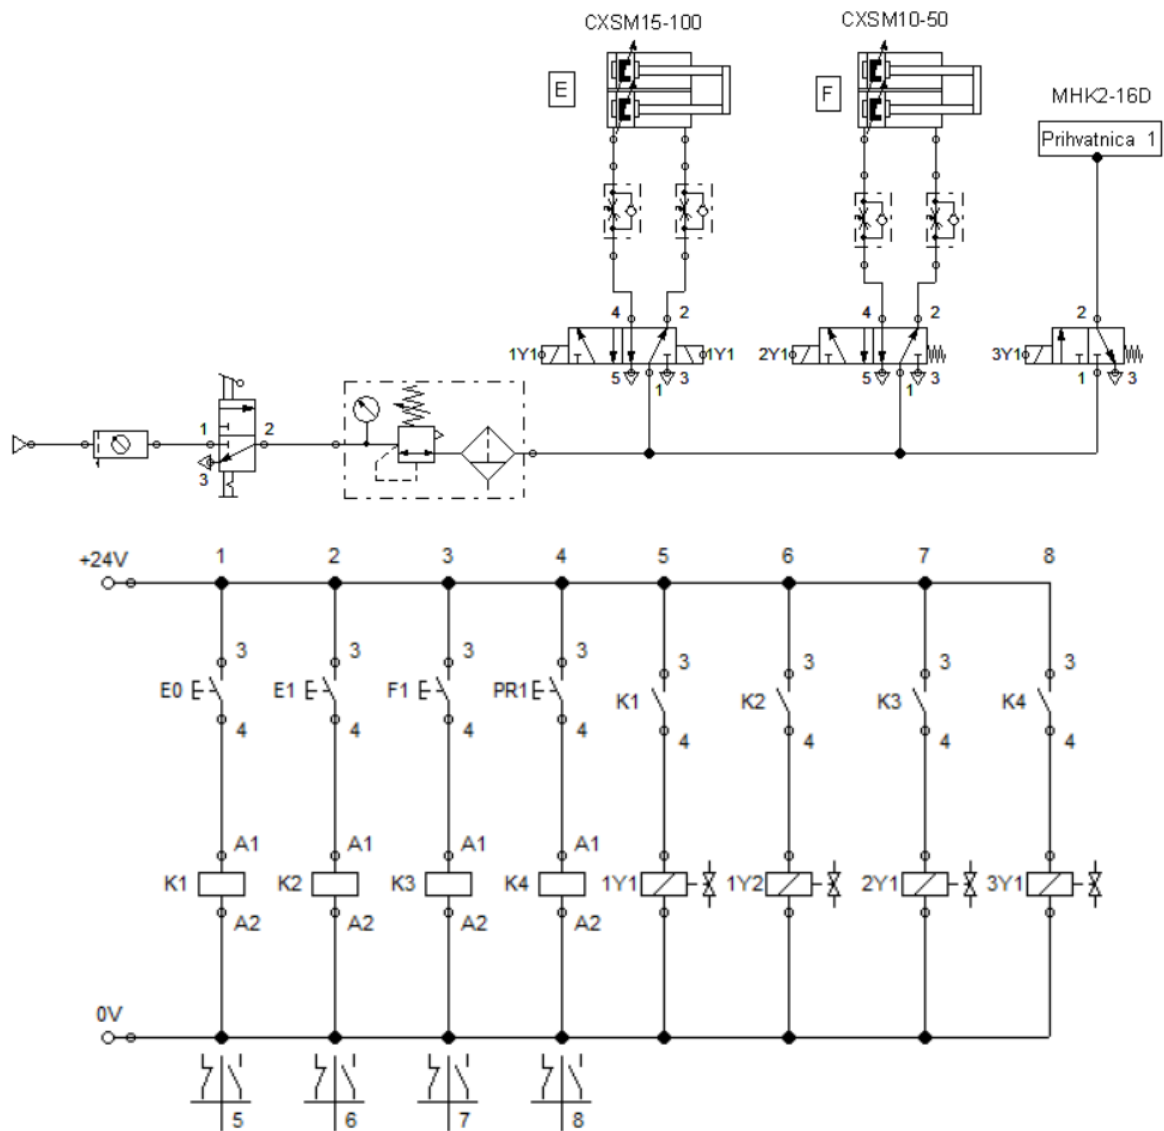 CXSM15-100
CXSM10-50
E
F
MHK2-16D
Prihvatnica 1
4
2
4
2
2
1Y1
1Y1
2Y1
3Y1
5
1
3
5
1
3
1
3
1
2
3
+24V
1
2
3
4
5
6
7
8
3
3
3
3
3
3
3
3
E0
E1
F1
PR1
K1
K2
K3
K4
4
4
4
4
4
4
4
4
A1
A1
A1
A1
K1
K2
K3
K4
1Y1
1Y2
2Y1
3Y1
A2
A2
A2
A2
0V
5
6
7
8